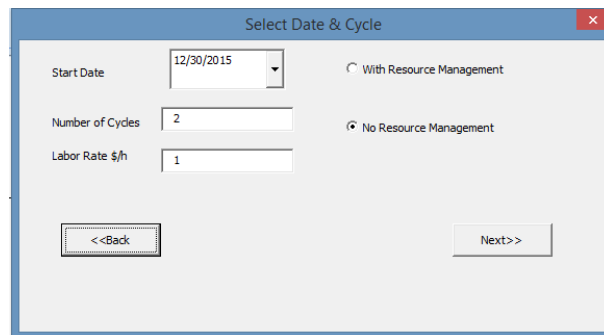 Select Date & Cycle
Start Date
12/30/2015
With Resource Management
Number of Cycles
2
No Resource Management
Labor Rate $/h
1
<<Back
Next>>